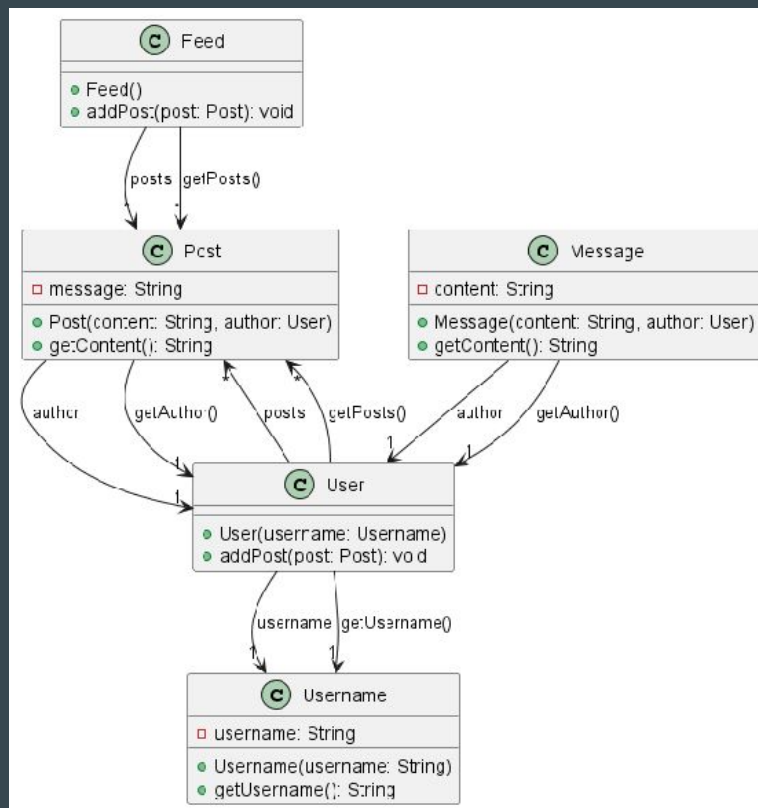 C Feed
Feed()
addPost(post: Post): void
posts getPosts()
* *
C Post
message: String
Post(content: String, author: User)
getContent(): String
C Message
content: String
Message(content: String, author: User)
getContent(): String
* *
author getAuthor() posts getPosts() author getAuthor()
1 1 1 1
C User
User(username: Username)
addPost(post: Post): void
username getUsername()
1 1
C Username
username: String
Username(username: String)
getUsername(): String